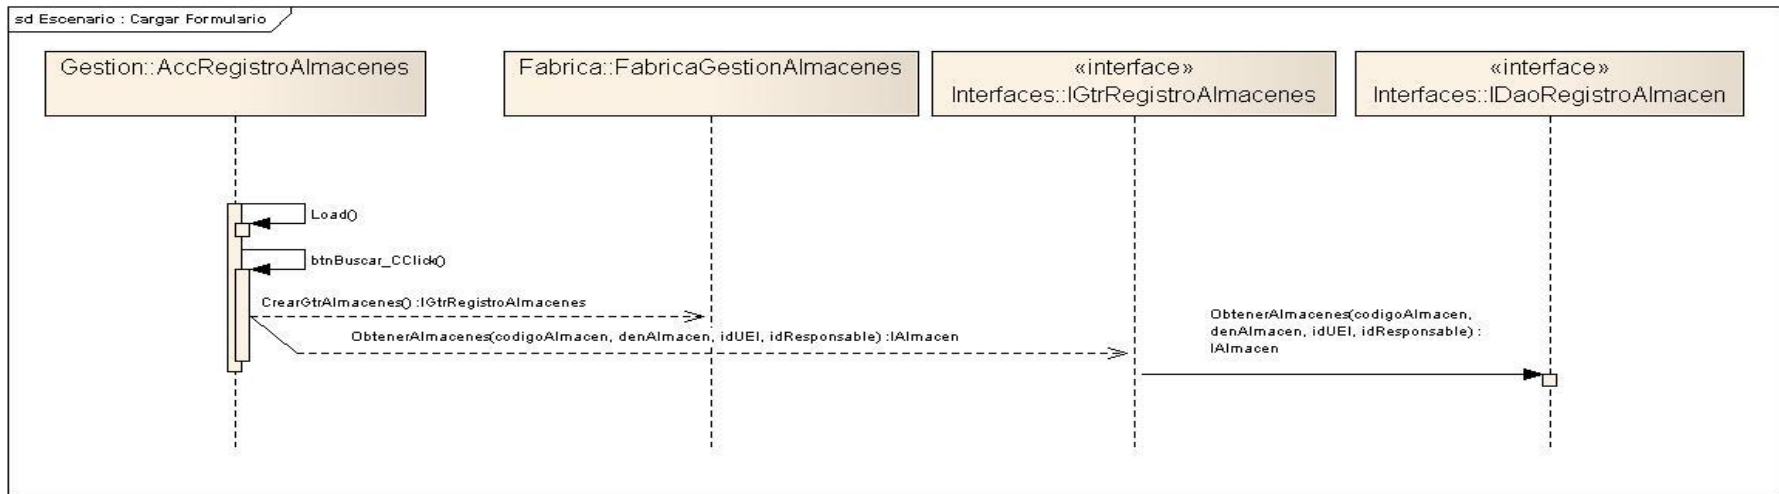 sd Escenario : Cargar Formulario
Gestion::AccRegistroAlmacenes
Fabrica::FabricaGestionAlmacenes
«interface»
Interfaces::IGtrRegistroAlmacenes
«interface»
Interfaces::IDaoRegistroAlmacen
Load()
btnBuscar_CClick()
CrearGtrAlmacenes() :IGtrRegistroAlmacenes
ObtenerAlmacenes(codigoAlmacen, denAlmacen, idUEI, idResponsable) :IAlmacen
ObtenerAlmacenes(codigoAlmacen,
denAlmacen, idUEI, idResponsable) :
IAlmacen